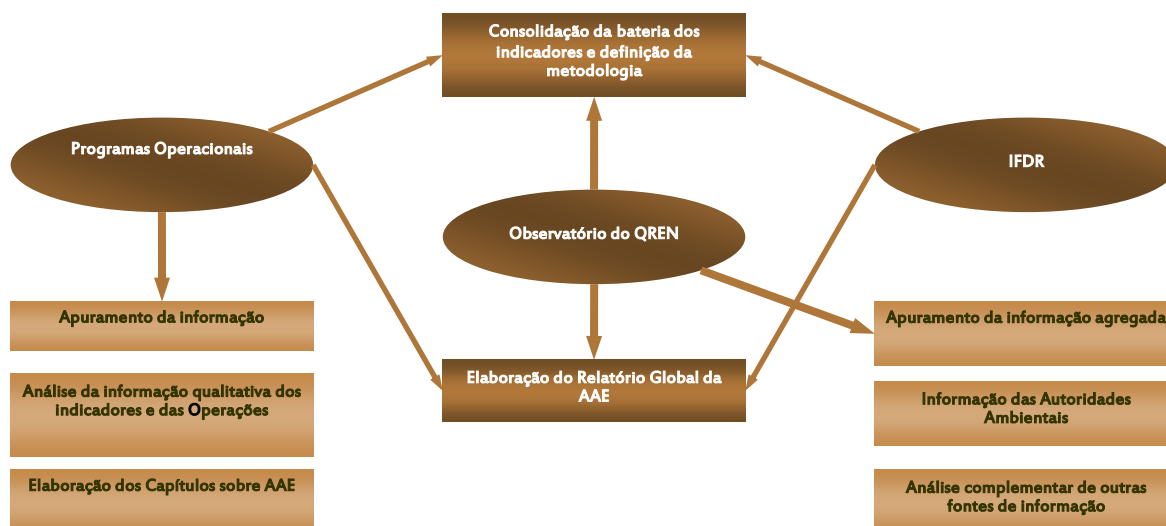 Consolidação da bateria dos
indicadores e definição da
metodologia
Programas Operacionais
IFDR
Observatório do QREN
Apuramento da informação
Análise da informação qualitativa dos
indicadores e das Operações
Elaboração dos Capítulos sobre AAE
Elaboração do Relatório Global da
AAE
Apuramento da informação agregada
Informação das Autoridades
Ambientais
Análise complementar de outras
fontes de informação